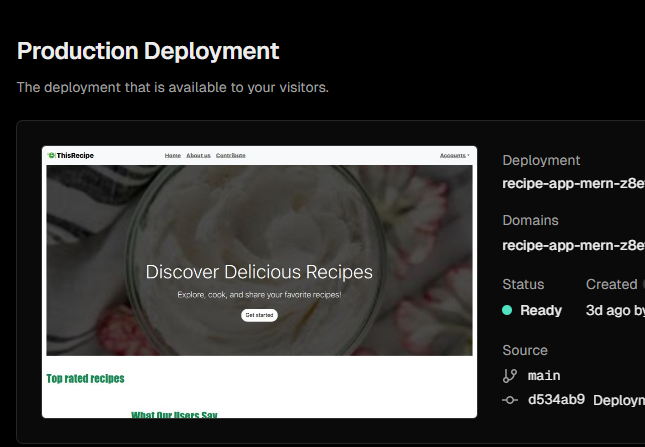 Production Deployment
The deployment that is available to your visitors.
ThisRecipe
Home About us Contribute
Accounts
Discover Delicious Recipes
Explore, cook, and share your favorite recipes!
Get started
Top rated recipes
What Our Users Say
Deployment
recipe-app-mern-z8e
Domains
recipe-app-mern-z8e
Status Created
Ready 3d ago by
Source
main
d534ab9 Deploym